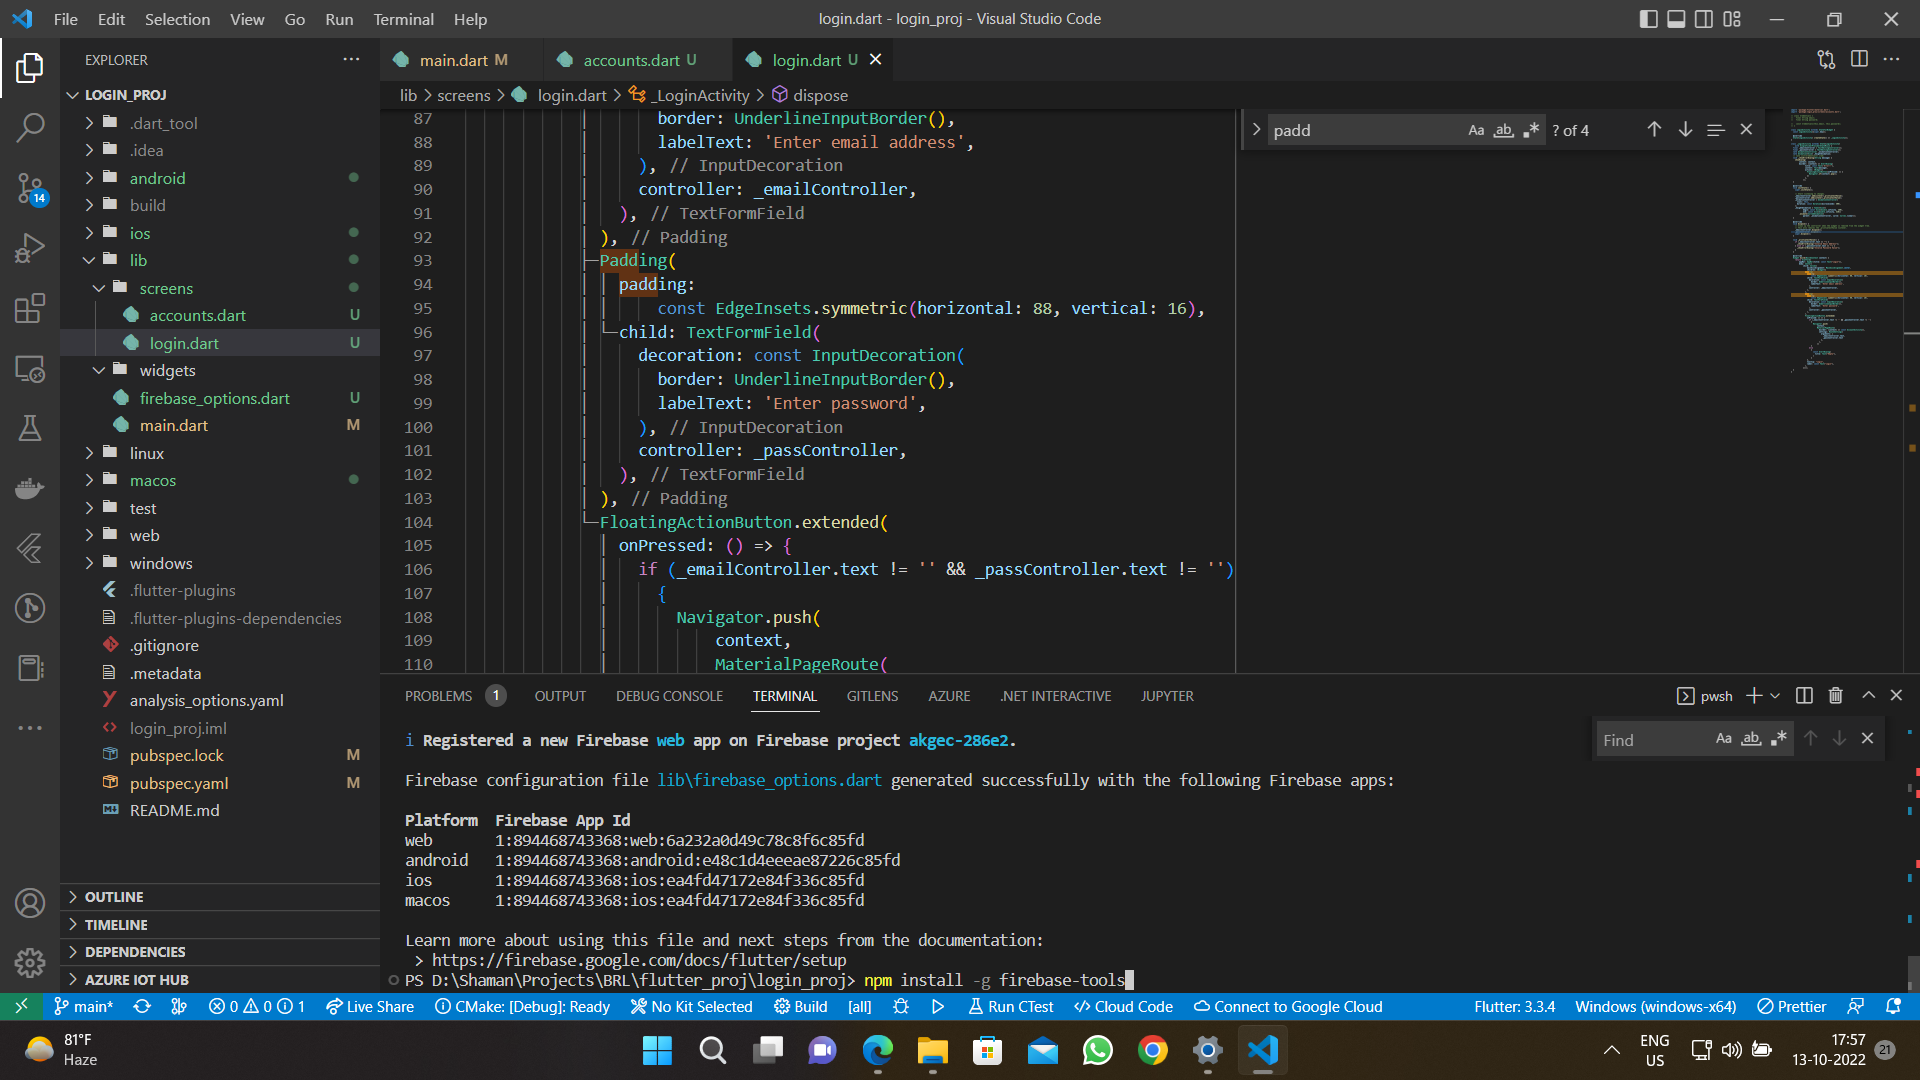 File Edit Selection View Go Run Terminal Help
login.dart - login_proj - Visual Studio Code
EXPLORER
LOGIN_PROJ
.dart_tool
.idea
android
build
ios
lib
screens
accounts.dart U
login.dart U
widgets
firebase_options.dart U
main.dart M
linux
macos
test
web
windows
.flutter-plugins
.flutter-plugins-dependencies
.gitignore
.metadata
analysis_options.yaml
login_proj.iml
pubspec.lock M
pubspec.yaml M
README.md
OUTLINE
TIMELINE
DEPENDENCIES
AZURE IOT HUB
14
main.dart M
accounts.dart U
login.dart U
lib > screens > login.dart > _LoginActivity > dispose
padd Aa ab ? of 4
87 border: UnderlineInputBorder(),
88 labelText: 'Enter email address',
89 ), // InputDecoration
90 controller: _emailController,
91 ), // TextFormField
92 ), // Padding
93 Padding(
94 padding:
95 const EdgeInsets.symmetric(horizontal: 88, vertical: 16),
96 child: TextFormField(
97 decoration: const InputDecoration(
98 border: UnderlineInputBorder(),
99 labelText: 'Enter password',
100 ), // InputDecoration
101 controller: _passController,
102 ), // TextFormField
103 ), // Padding
104 FloatingActionButton.extended(
105 onPressed: () => {
106 if (_emailController.text != '' && _passController.text != '')
107 {
108 Navigator.push(
109 context,
110 MaterialPageRoute(
PROBLEMS 1 OUTPUT DEBUG CONSOLE TERMINAL GITLENS AZURE .NET INTERACTIVE JUPYTER
pwsh
Find Aa ab
i Registered a new Firebase web app on Firebase project akgec-286e2.
Firebase configuration file lib\firebase_options.dart generated successfully with the following Firebase apps:
Platform Firebase App Id
web 1:894468743368:web:6a232a0d49c78c8f6c85fd
android 1:894468743368:android:e48c1d4eeeae87226c85fd
ios 1:894468743368:ios:ea4fd47172e84f336c85fd
macos 1:894468743368:ios:ea4fd47172e84f336c85fd
Learn more about using this file and next steps from the documentation:
> https://firebase.google.com/docs/flutter/setup
PS D:\Shaman\Projects\BRL\flutter_proj\login_proj> npm install -g firebase-tools
main* 0 0 1 Live Share CMake: [Debug]: Ready No Kit Selected Build [all] Run CTest Cloud Code Connect to Google Cloud Flutter: 3.3.4 Windows (windows-x64) Prettier
81°F
Haze
ENG
US
17:57
13-10-2022
21